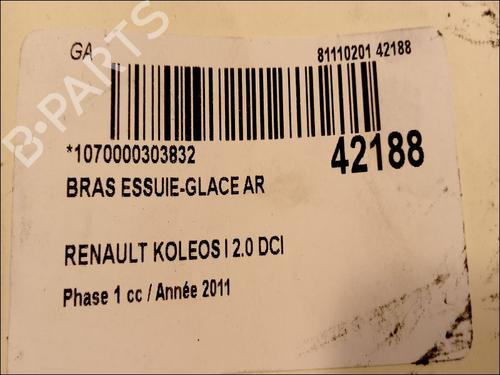 GA 81110201 42188
*1070000303832 42188
BRAS ESSUIE-GLACE AR
RENAULT KOLEOS I 2.0 DCI
Phase 1 cc / Année 2011
B-PARTS